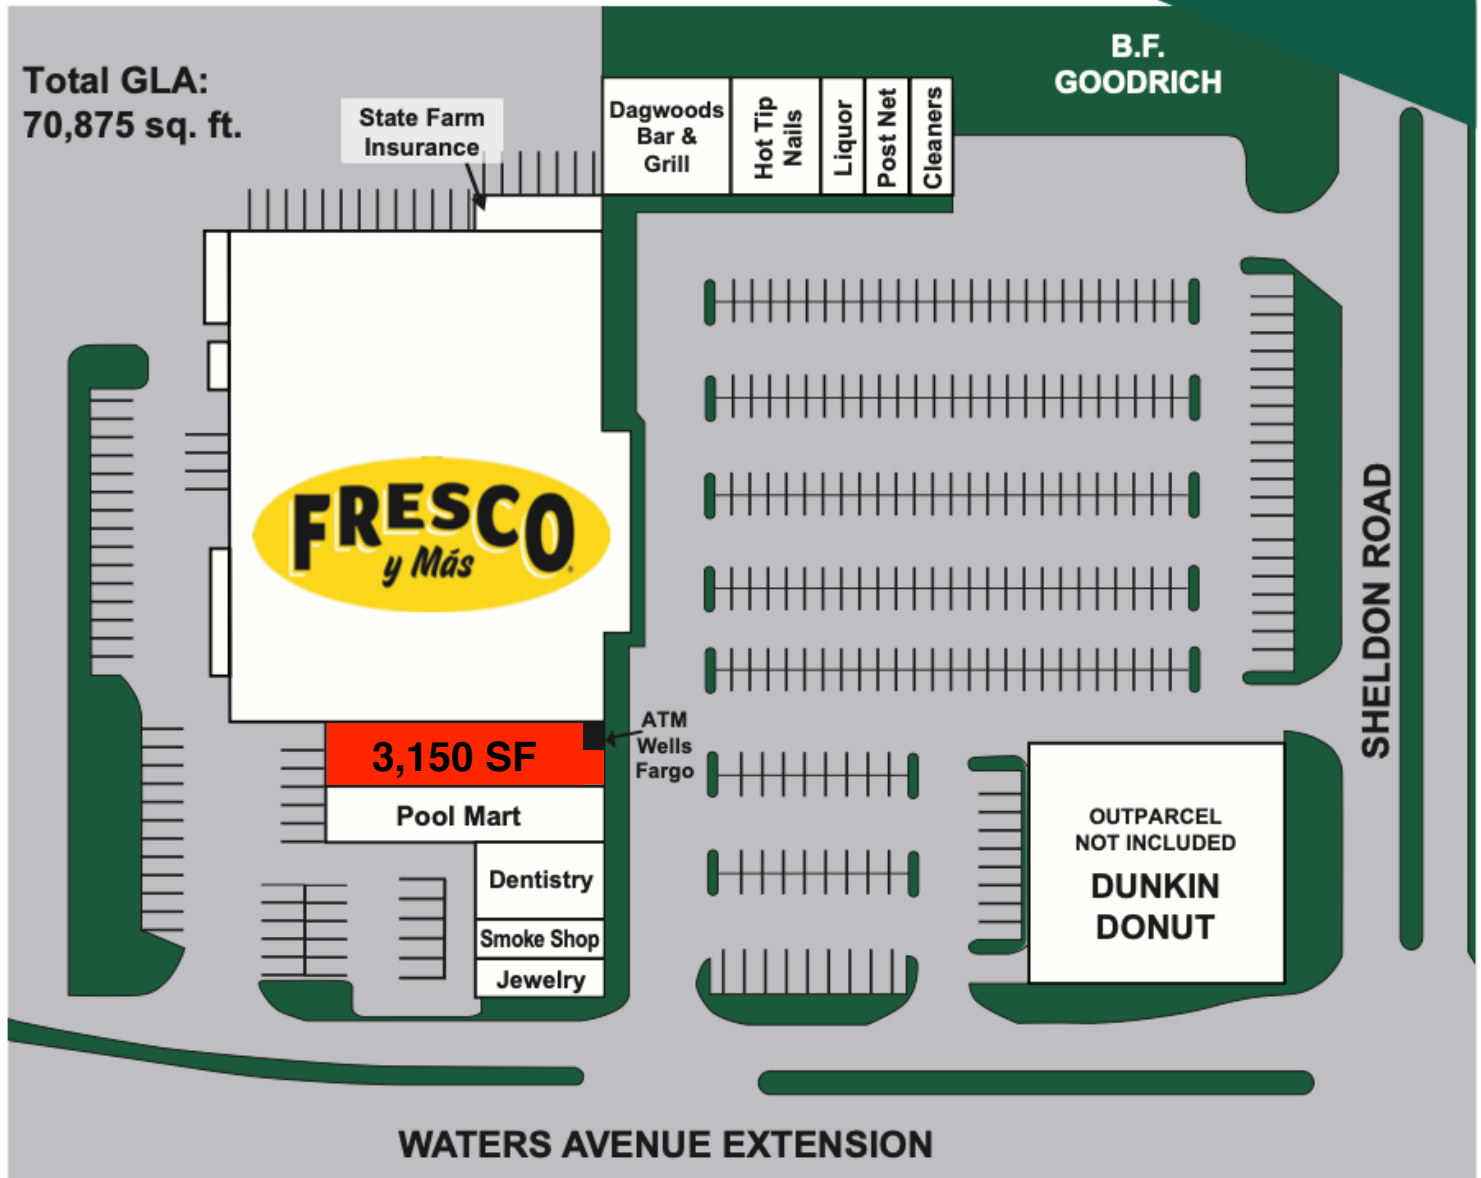 Total GLA:
70,875 sq. ft.
State Farm
Insurance
Dagwoods
Bar &
Grill
Hot Tip
Nails
Liquor
Post Net
Cleaners
B.F.
GOODRICH
FRESCO
y Más
SHELDON ROAD
3,150 SF
ATM
Wells
Fargo
Pool Mart
Dentistry
Smoke Shop
Jewelry
OUTPARCEL
NOT INCLUDED
DUNKIN
DONUT
WATERS AVENUE EXTENSION